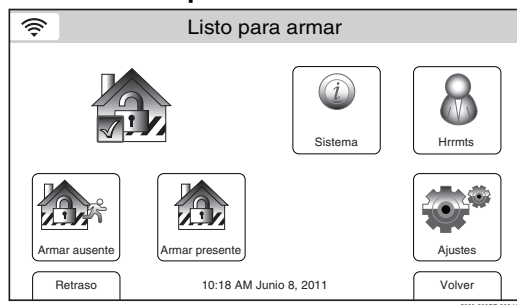 Listo para armar
Sistema
Hrrmts
Armar ausente
Armar presente
Ajustes
Retraso
10:18 AM Junio 8, 2011
Volver